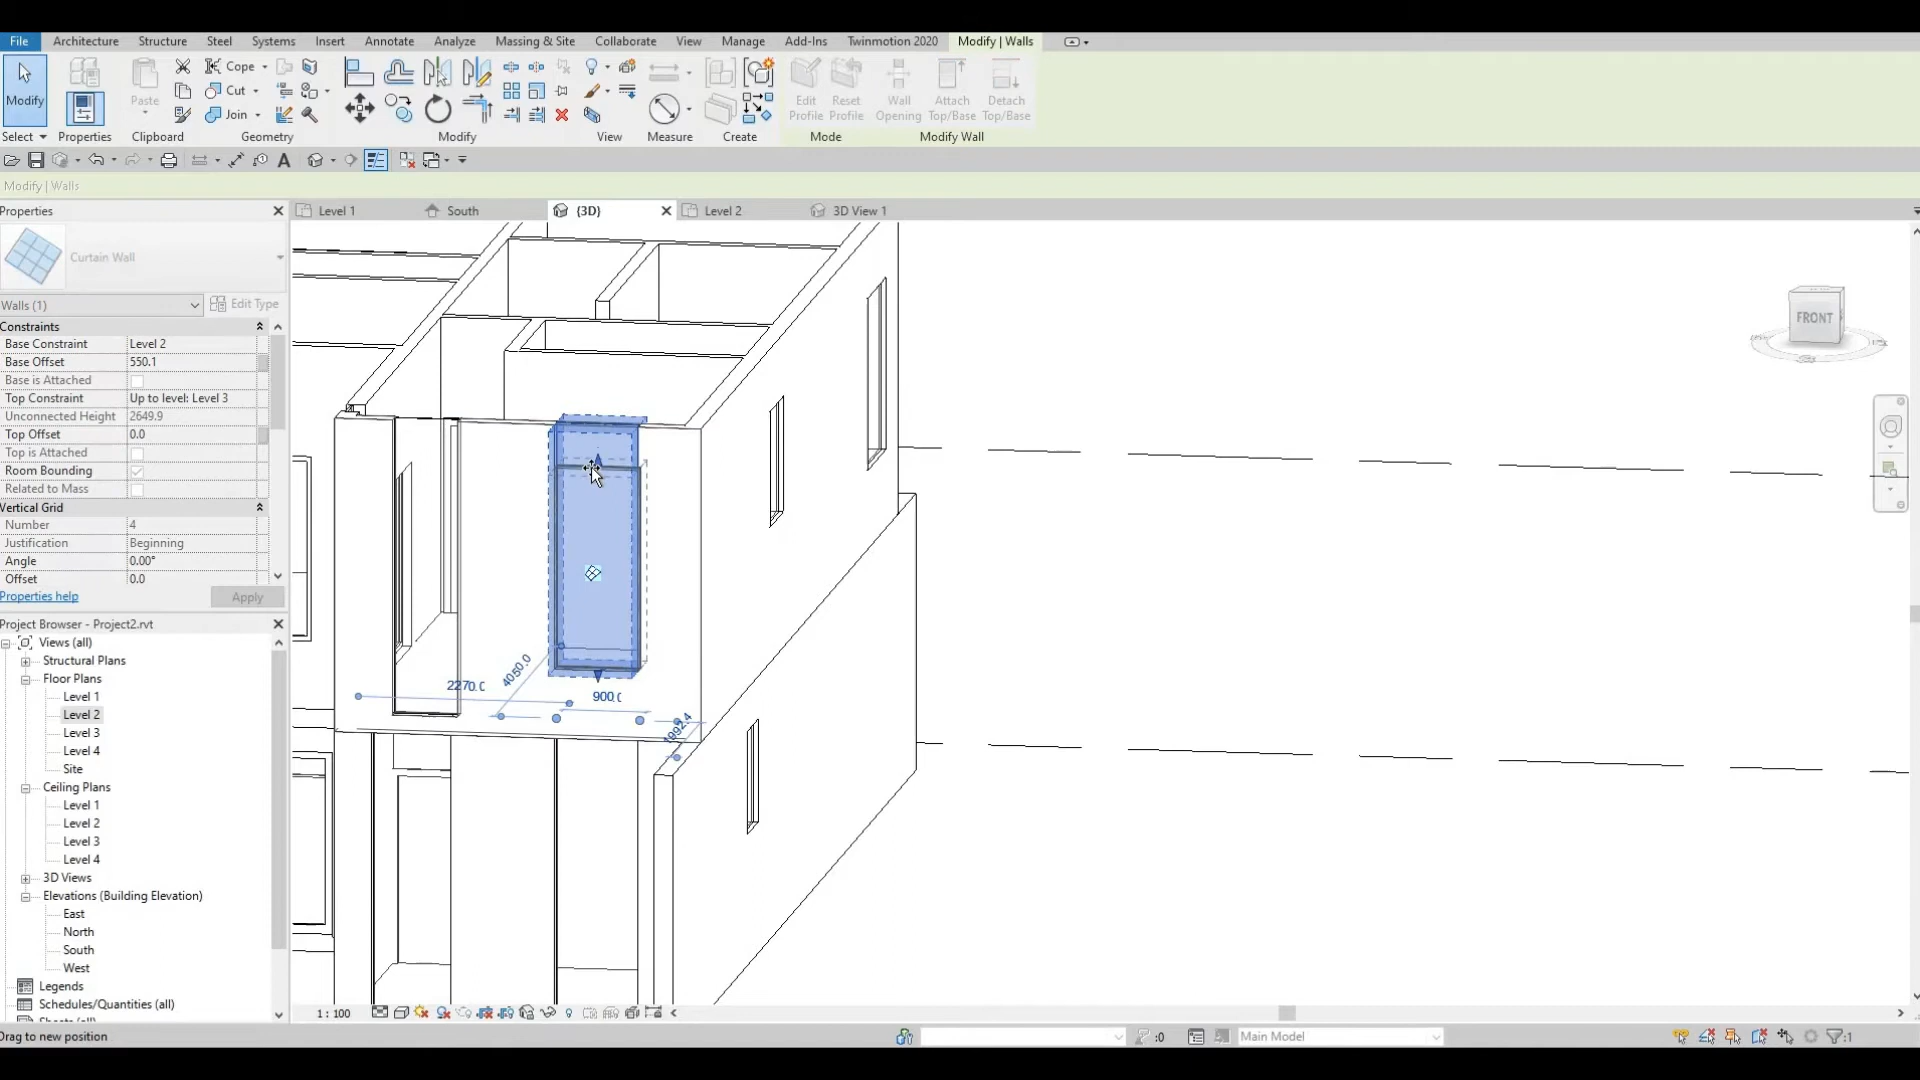 File Architecture Structure Steel Systems Insert Annotate Analyze Massing & Site Collaborate View Manage Add-Ins Twinmotion 2020 Modify | Walls
Modify
Paste
Cope
Cut
Join
Edit Profile
Reset Profile
Wall Opening
Attach Top/Base
Detach Top/Base
Select Properties Clipboard Geometry Modify View Measure Create Mode Modify Wall
Modify | Walls
Properties
Level 1 South {3D} Level 2 3D View 1
Curtain Wall
Walls (1) Edit Type
Constraints
Base Constraint Level 2
Base Offset 550.1
Base is Attached
Top Constraint Up to level: Level 3
Unconnected Height 2649.9
Top Offset 0.0
Top is Attached
Room Bounding
Related to Mass
Vertical Grid
Number 4
Justification Beginning
Angle 0.00°
Offset 0.0
Properties help Apply
Project Browser - Project2.rvt
Views (all)
Structural Plans
Floor Plans
Level 1
Level 2
Level 3
Level 4
Site
Ceiling Plans
Level 1
Level 2
Level 3
Level 4
3D Views
Elevations (Building Elevation)
East
North
South
West
Legends
Schedules/Quantities (all)
FRONT
4050.0
2270.0
900.0
1992.4
1 : 100
Drag to new position
:0
Main Model
:1